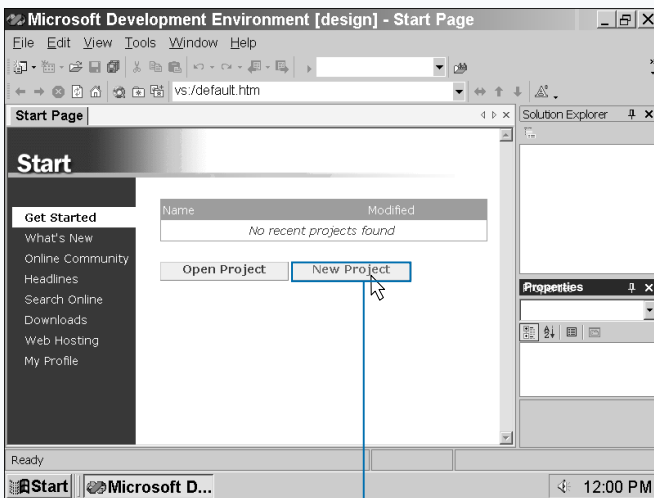 Microsoft Development Environment [design] - Start Page
File Edit View Tools Window Help
vs:/default.htm
Start Page
Solution Explorer
Start
Get Started
What's New
Online Community
Headlines
Search Online
Downloads
Web Hosting
My Profile
Name Modified
No recent projects found
Open Project New Project
Properties
Ready
Start Microsoft D... 12:00 PM